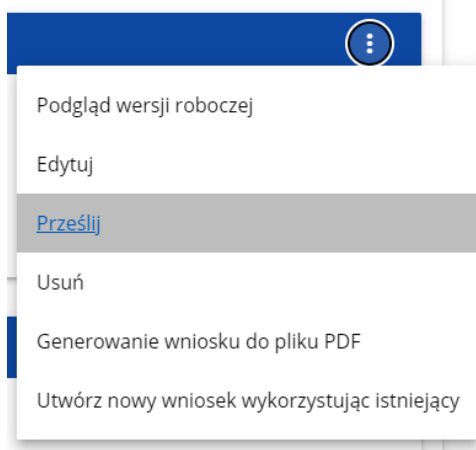 Podgląd wersji roboczej
Edytuj
Prześlij
Usuń
Generowanie wniosku do pliku PDF
Utwórz nowy wniosek wykorzystując istniejący